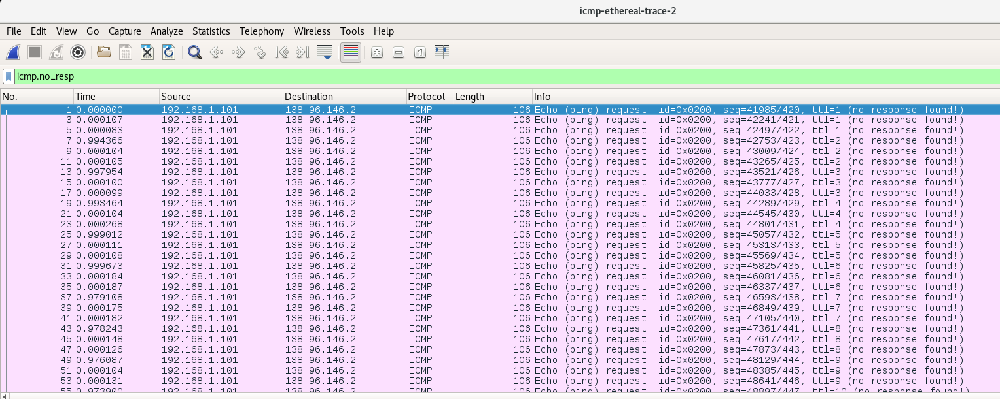 icmp-ethereal-trace-2
File Edit View Go Capture Analyze Statistics Telephony Wireless Tools Help
icmp.no_resp
No. Time Source Destination Protocol Length Info
1 0.000000 192.168.1.101 138.96.146.2 ICMP 106 Echo (ping) request id=0x0200, seq=41985/420, ttl=1 (no response found!)
3 0.000107 192.168.1.101 138.96.146.2 ICMP 106 Echo (ping) request id=0x0200, seq=42241/421, ttl=1 (no response found!)
5 0.000083 192.168.1.101 138.96.146.2 ICMP 106 Echo (ping) request id=0x0200, seq=42497/422, ttl=1 (no response found!)
7 0.994366 192.168.1.101 138.96.146.2 ICMP 106 Echo (ping) request id=0x0200, seq=42753/423, ttl=2 (no response found!)
9 0.000104 192.168.1.101 138.96.146.2 ICMP 106 Echo (ping) request id=0x0200, seq=43009/424, ttl=2 (no response found!)
11 0.000105 192.168.1.101 138.96.146.2 ICMP 106 Echo (ping) request id=0x0200, seq=43265/425, ttl=2 (no response found!)
13 0.997954 192.168.1.101 138.96.146.2 ICMP 106 Echo (ping) request id=0x0200, seq=43521/426, ttl=3 (no response found!)
15 0.000100 192.168.1.101 138.96.146.2 ICMP 106 Echo (ping) request id=0x0200, seq=43777/427, ttl=3 (no response found!)
17 0.000099 192.168.1.101 138.96.146.2 ICMP 106 Echo (ping) request id=0x0200, seq=44033/428, ttl=3 (no response found!)
19 0.993464 192.168.1.101 138.96.146.2 ICMP 106 Echo (ping) request id=0x0200, seq=44289/429, ttl=4 (no response found!)
21 0.000104 192.168.1.101 138.96.146.2 ICMP 106 Echo (ping) request id=0x0200, seq=44545/430, ttl=4 (no response found!)
23 0.000268 192.168.1.101 138.96.146.2 ICMP 106 Echo (ping) request id=0x0200, seq=44801/431, ttl=4 (no response found!)
25 0.999012 192.168.1.101 138.96.146.2 ICMP 106 Echo (ping) request id=0x0200, seq=45057/432, ttl=5 (no response found!)
27 0.000111 192.168.1.101 138.96.146.2 ICMP 106 Echo (ping) request id=0x0200, seq=45313/433, ttl=5 (no response found!)
29 0.000108 192.168.1.101 138.96.146.2 ICMP 106 Echo (ping) request id=0x0200, seq=45569/434, ttl=5 (no response found!)
31 0.999673 192.168.1.101 138.96.146.2 ICMP 106 Echo (ping) request id=0x0200, seq=45825/435, ttl=6 (no response found!)
33 0.000184 192.168.1.101 138.96.146.2 ICMP 106 Echo (ping) request id=0x0200, seq=46081/436, ttl=6 (no response found!)
35 0.000187 192.168.1.101 138.96.146.2 ICMP 106 Echo (ping) request id=0x0200, seq=46337/437, ttl=6 (no response found!)
37 0.979108 192.168.1.101 138.96.146.2 ICMP 106 Echo (ping) request id=0x0200, seq=46593/438, ttl=7 (no response found!)
39 0.000175 192.168.1.101 138.96.146.2 ICMP 106 Echo (ping) request id=0x0200, seq=46849/439, ttl=7 (no response found!)
41 0.000182 192.168.1.101 138.96.146.2 ICMP 106 Echo (ping) request id=0x0200, seq=47105/440, ttl=7 (no response found!)
43 0.978243 192.168.1.101 138.96.146.2 ICMP 106 Echo (ping) request id=0x0200, seq=47361/441, ttl=8 (no response found!)
45 0.000148 192.168.1.101 138.96.146.2 ICMP 106 Echo (ping) request id=0x0200, seq=47617/442, ttl=8 (no response found!)
47 0.000126 192.168.1.101 138.96.146.2 ICMP 106 Echo (ping) request id=0x0200, seq=47873/443, ttl=8 (no response found!)
49 0.976087 192.168.1.101 138.96.146.2 ICMP 106 Echo (ping) request id=0x0200, seq=48129/444, ttl=9 (no response found!)
51 0.000104 192.168.1.101 138.96.146.2 ICMP 106 Echo (ping) request id=0x0200, seq=48385/445, ttl=9 (no response found!)
53 0.000131 192.168.1.101 138.96.146.2 ICMP 106 Echo (ping) request id=0x0200, seq=48641/446, ttl=9 (no response found!)
55 0.973900 192.168.1.101 138.96.146.2 ICMP 106 Echo (ping) request id=0x0200, seq=48897/447, ttl=10 (no response found!)